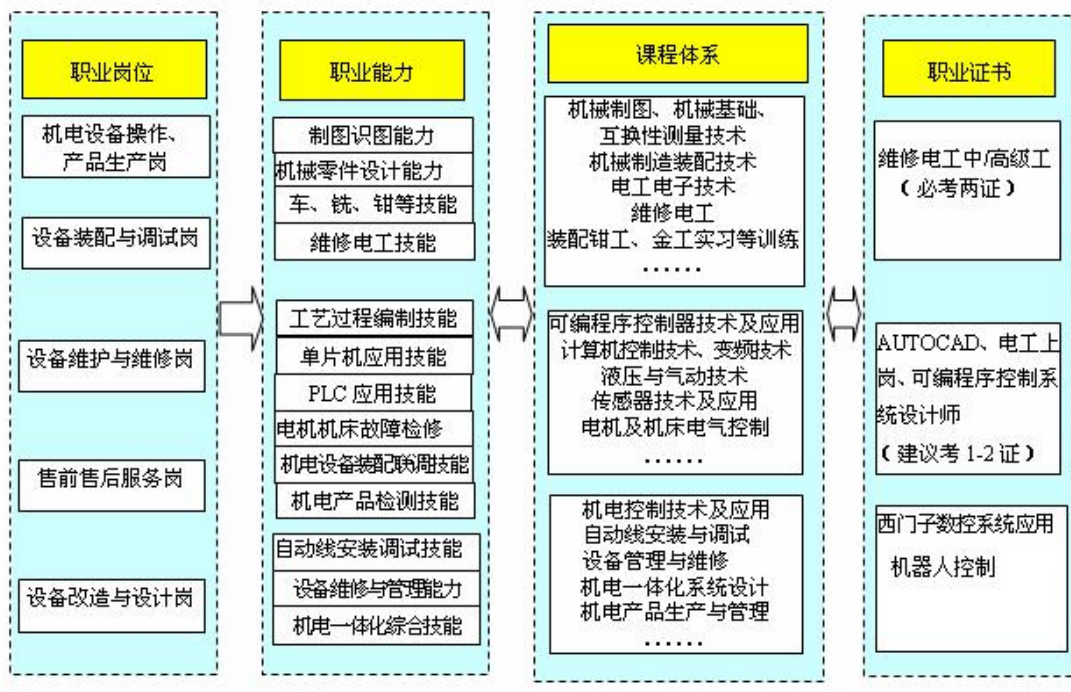 职业岗位
机电设备操作、
产品生产岗
设备装配与调试岗
设备维护与维修岗
售前售后服务岗
设备改造与设计岗
职业能力
制图识图能力
机械零件设计能力
车、铣、钳等技能
维修电工技能
工艺过程编制技能
单片机应用技能
PLC 应用技能
电机机床故障检修
机电设备装配联调技能
机电产品检测技能
自动线安装调试技能
设备维修与管理能力
机电一体化综合技能
课程体系
机械制图、机械基础、
互换性测量技术
机械制造装配技术
电工电子技术
维修电工
装配钳工、金工实习等训练
······
可编程序控制器技术及应用
计算机控制技术、变频技术
液压与气动技术
传感器技术及应用
电机及机床电气控制
······
机电控制技术及应用
自动线安装与调试
设备管理与维修
机电一体化系统设计
机电产品生产与管理
······
职业证书
维修电工中/高级工
（必考两证）
AUTOCAD、电工上
岗、可编程序控制系
统设计师
（建议考 1-2 证）
西门子数控系统应用
机器人控制